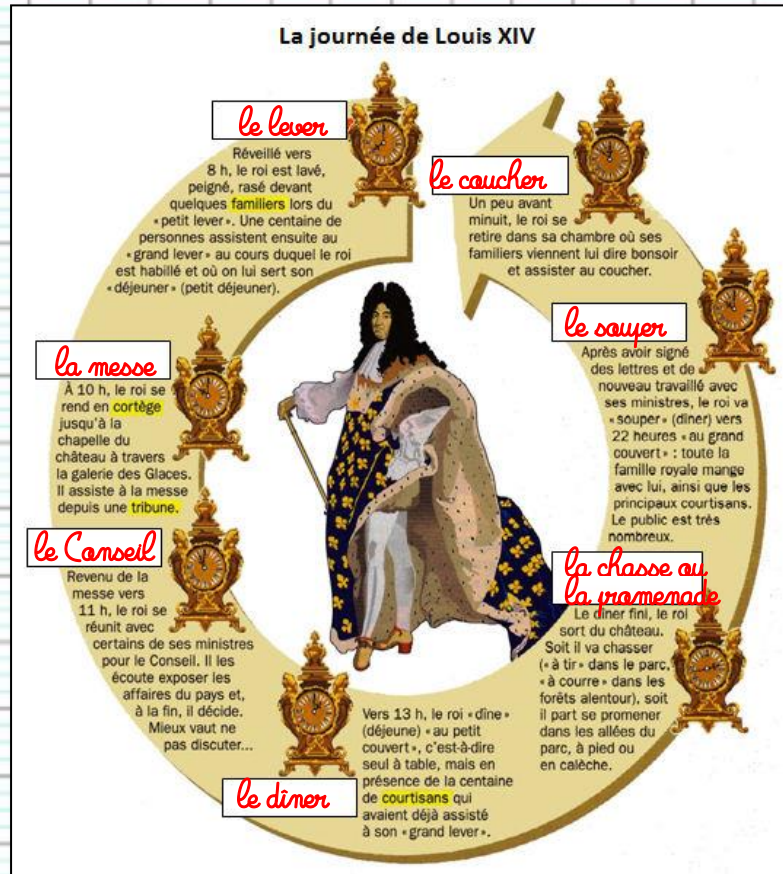 La journée de Louis XIV
le lever
Réveillé vers
8 h, le roi est lavé,
peigné, rasé devant
quelques familiers lors du
« petit lever ». Une centaine de
personnes assistent ensuite au
« grand lever » au cours duquel le roi
est habillé et où on lui sert son
« déjeuner » (petit déjeuner).
la messe
À 10 h, le roi se
rend en cortège
jusqu'à la
chapelle du
château à travers
la galerie des Glaces.
Il assiste à la messe
depuis une tribune.
le Conseil
Revenu de la
messe vers
11 h, le roi se
réunit avec
certains de ses ministres
pour le Conseil. Il les
écoute exposer les
affaires du pays et,
à la fin, il décide.
Mieux vaut ne
pas discuter...
le dîner
Vers 13 h, le roi « dîne »
(déjeune) « au petit
couvert », c'est-à-dire
seul à table, mais en
présence de la centaine
de courtisans qui
avaient déjà assisté
à son « grand lever ».
la chasse ou
la promenade
Le dîner fini, le roi
sort du château.
Soit il va chasser
(« à tir » dans le parc,
« à courre » dans les
forêts alentour), soit
il part se promener
dans les allées du
parc, à pied ou
en calèche.
le souper
Après avoir signé
des lettres et de
nouveau travaillé avec
ses ministres, le roi va
« souper » (dîner) vers
22 heures « au grand
couvert » : toute la
famille royale mange
avec lui, ainsi que les
principaux courtisans.
Le public est très
nombreux.
le coucher
Un peu avant
minuit, le roi se
retire dans sa chambre où ses
familiers viennent lui dire bonsoir
et assister au coucher.